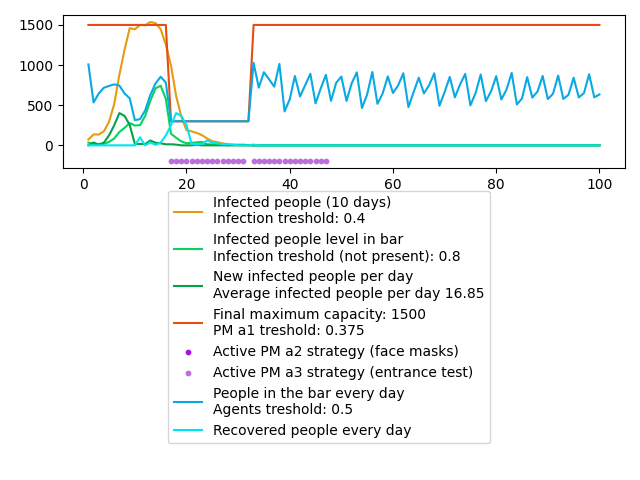 1500
1000
500
0
0 20 40 60 80 100
Infected people (10 days)
Infection treshold: 0.4
Infected people level in bar
Infection treshold (not present): 0.8
New infected people per day
Average infected people per day 16.85
Final maximum capacity: 1500
PM a1 treshold: 0.375
Active PM a2 strategy (face masks)
Active PM a3 strategy (entrance test)
People in the bar every day
Agents treshold: 0.5
Recovered people every day